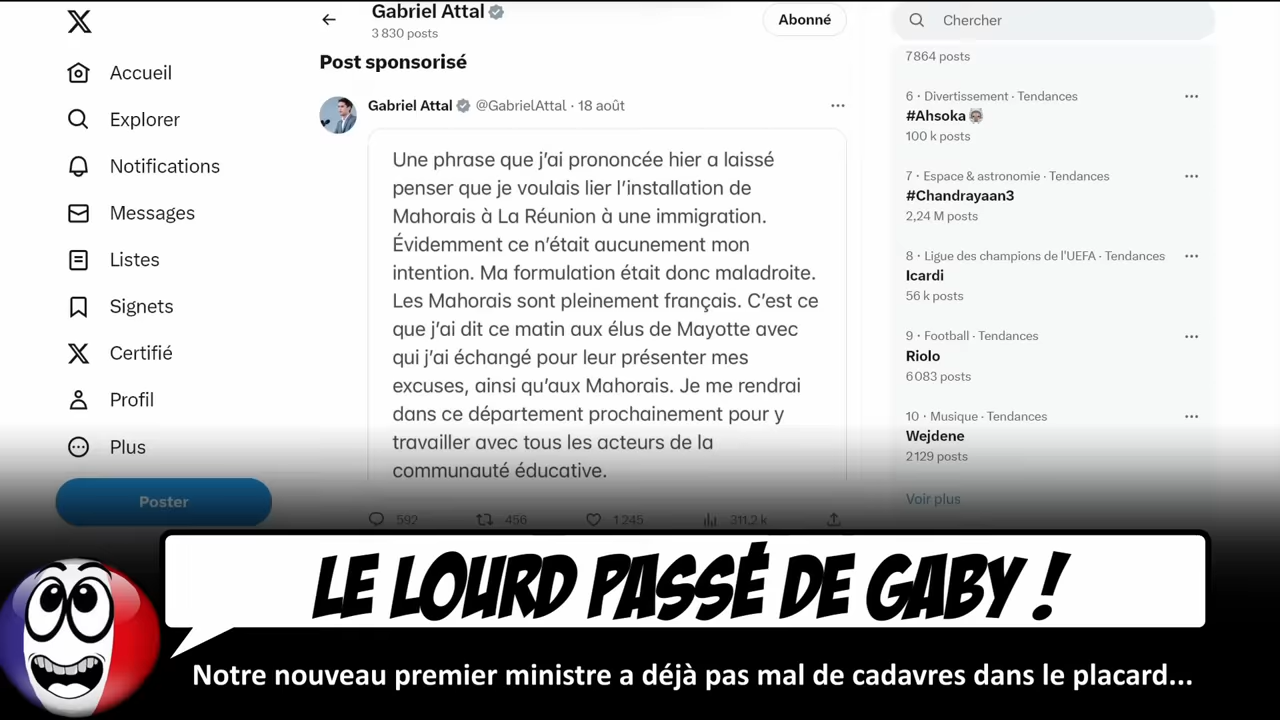 Accueil
Explorer
Notifications
Messages
Listes
Signets
Certifié
Profil
Plus
Poster
Gabriel Attal
3 830 posts
Abonné
Post sponsorisé
Gabriel Attal @GabrielAttal · 18 août
Une phrase que j’ai prononcée hier a laissé
penser que je voulais lier l’installation de
Mahorais à La Réunion à une immigration.
Évidemment ce n’était aucunement mon
intention. Ma formulation était donc maladroite.
Les Mahorais sont pleinement français. C’est ce
que j’ai dit ce matin aux élus de Mayotte avec
qui j’ai échangé pour leur présenter mes
excuses, ainsi qu’aux Mahorais. Je me rendrai
dans ce département prochainement pour y
travailler avec tous les acteurs de la
communauté éducative.
592 456 1 245 311,2 k
Chercher
7 864 posts
6 · Divertissement · Tendances
#Ahsoka
100 k posts
7 · Espace & astronomie · Tendances
#Chandrayaan3
2,24 M posts
8 · Ligue des champions de l'UEFA · Tendances
Icardi
56 k posts
9 · Football · Tendances
Riolo
6 083 posts
10 · Musique · Tendances
Wejdene
2 129 posts
Voir plus
LE LOURD PASSÉ DE GABY !
Notre nouveau premier ministre a déjà pas mal de cadavres dans le placard...